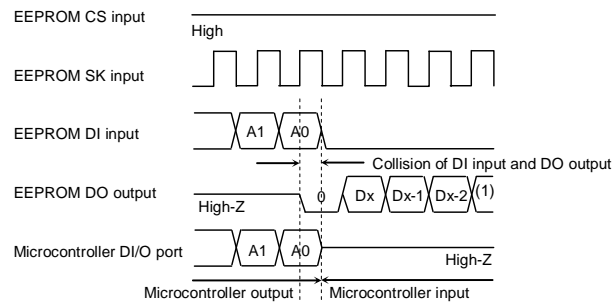 EEPROM CS input
High
EEPROM SK input
EEPROM DI input A1 A0
Collision of DI input and DO output
EEPROM DO output High-Z 0 Dx Dx-1 Dx-2 (1)
Microcontroller DI/O port A1 A0 High-Z
Microcontroller output Microcontroller input